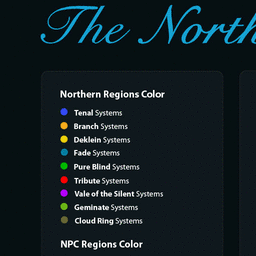 The North
Northern Regions Color
Tenal Systems
Branch Systems
Deklein Systems
Fade Systems
Pure Blind Systems
Tribute Systems
Vale of the Silent Systems
Geminate Systems
Cloud Ring Systems
NPC Regions Color